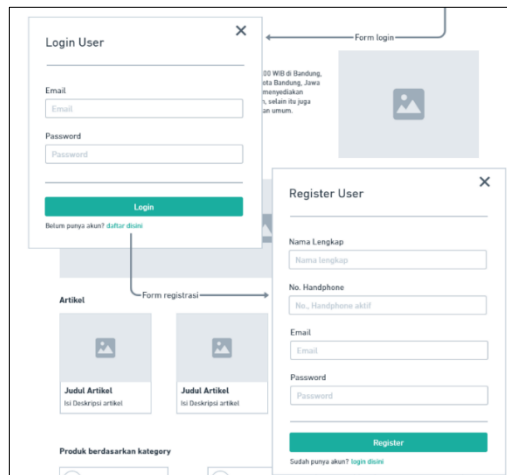 Login User
Form login
Email
Email
Password
Password
Login
Belum punya akun? daftar disini
00 WIB di Bandung,
ota Bandung, Jawa
menyediakan
n, selain itu juga
an umum.
Register User
Nama Lengkap
Nama lengkap
No. Handphone
No., Handphone aktif
Email
Email
Password
Password
Register
Sudah punya akun? login disini
Form registrasi
Artikel
Judul Artikel
Isi Deskripsi artikel
Judul Artikel
Isi Deskripsi artikel
Produk berdasarkan kategory